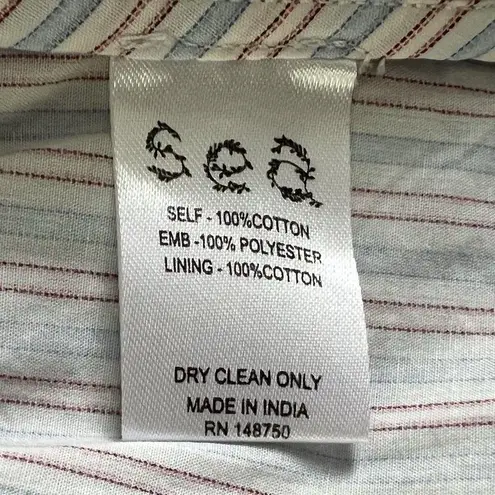 Sea
SELF - 100%COTTON
EMB -100% POLYESTER
LINING - 100%COTTON
DRY CLEAN ONLY
MADE IN INDIA
RN 148750